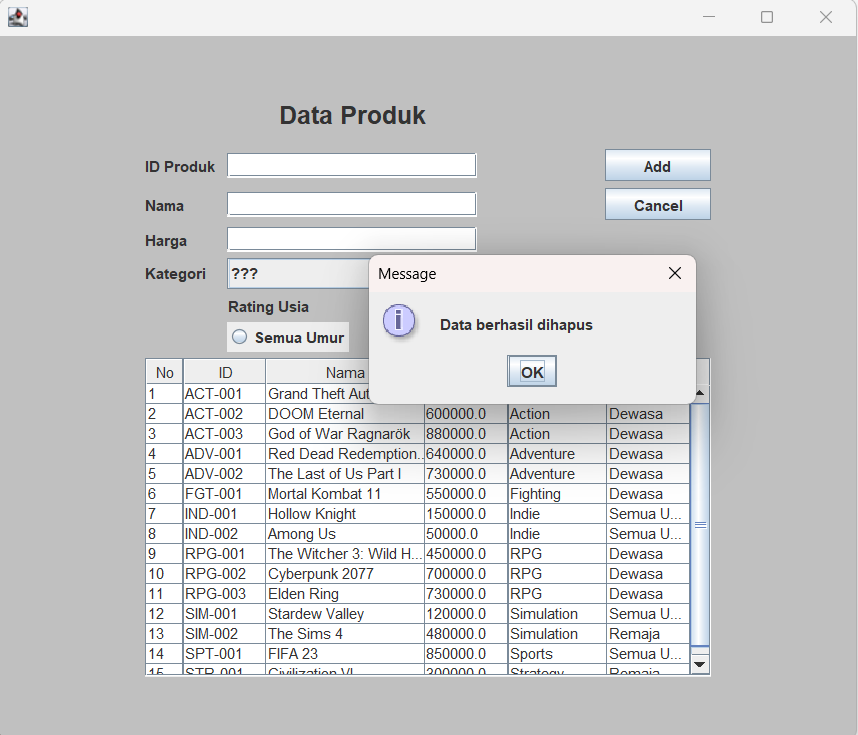 Data Produk
ID Produk
Add
Nama
Cancel
Harga
Kategori ???
Message
Rating Usia
Data berhasil dihapus
Semua Umur
OK
No ID Nama
1 ACT-001 Grand Theft Aut
2 ACT-002 DOOM Eternal 600000.0 Action Dewasa
3 ACT-003 God of War Ragnarök 880000.0 Action Dewasa
4 ADV-001 Red Dead Redemption... 640000.0 Adventure Dewasa
5 ADV-002 The Last of Us Part I 730000.0 Adventure Dewasa
6 FGT-001 Mortal Kombat 11 550000.0 Fighting Dewasa
7 IND-001 Hollow Knight 150000.0 Indie Semua U...
8 IND-002 Among Us 50000.0 Indie Semua U...
9 RPG-001 The Witcher 3: Wild H... 450000.0 RPG Dewasa
10 RPG-002 Cyberpunk 2077 700000.0 RPG Dewasa
11 RPG-003 Elden Ring 730000.0 RPG Dewasa
12 SIM-001 Stardew Valley 120000.0 Simulation Semua U...
13 SIM-002 The Sims 4 480000.0 Simulation Remaja
14 SPT-001 FIFA 23 850000.0 Sports Semua U...
15 STR-001 Civilization VI 300000.0 Strategy Remaja